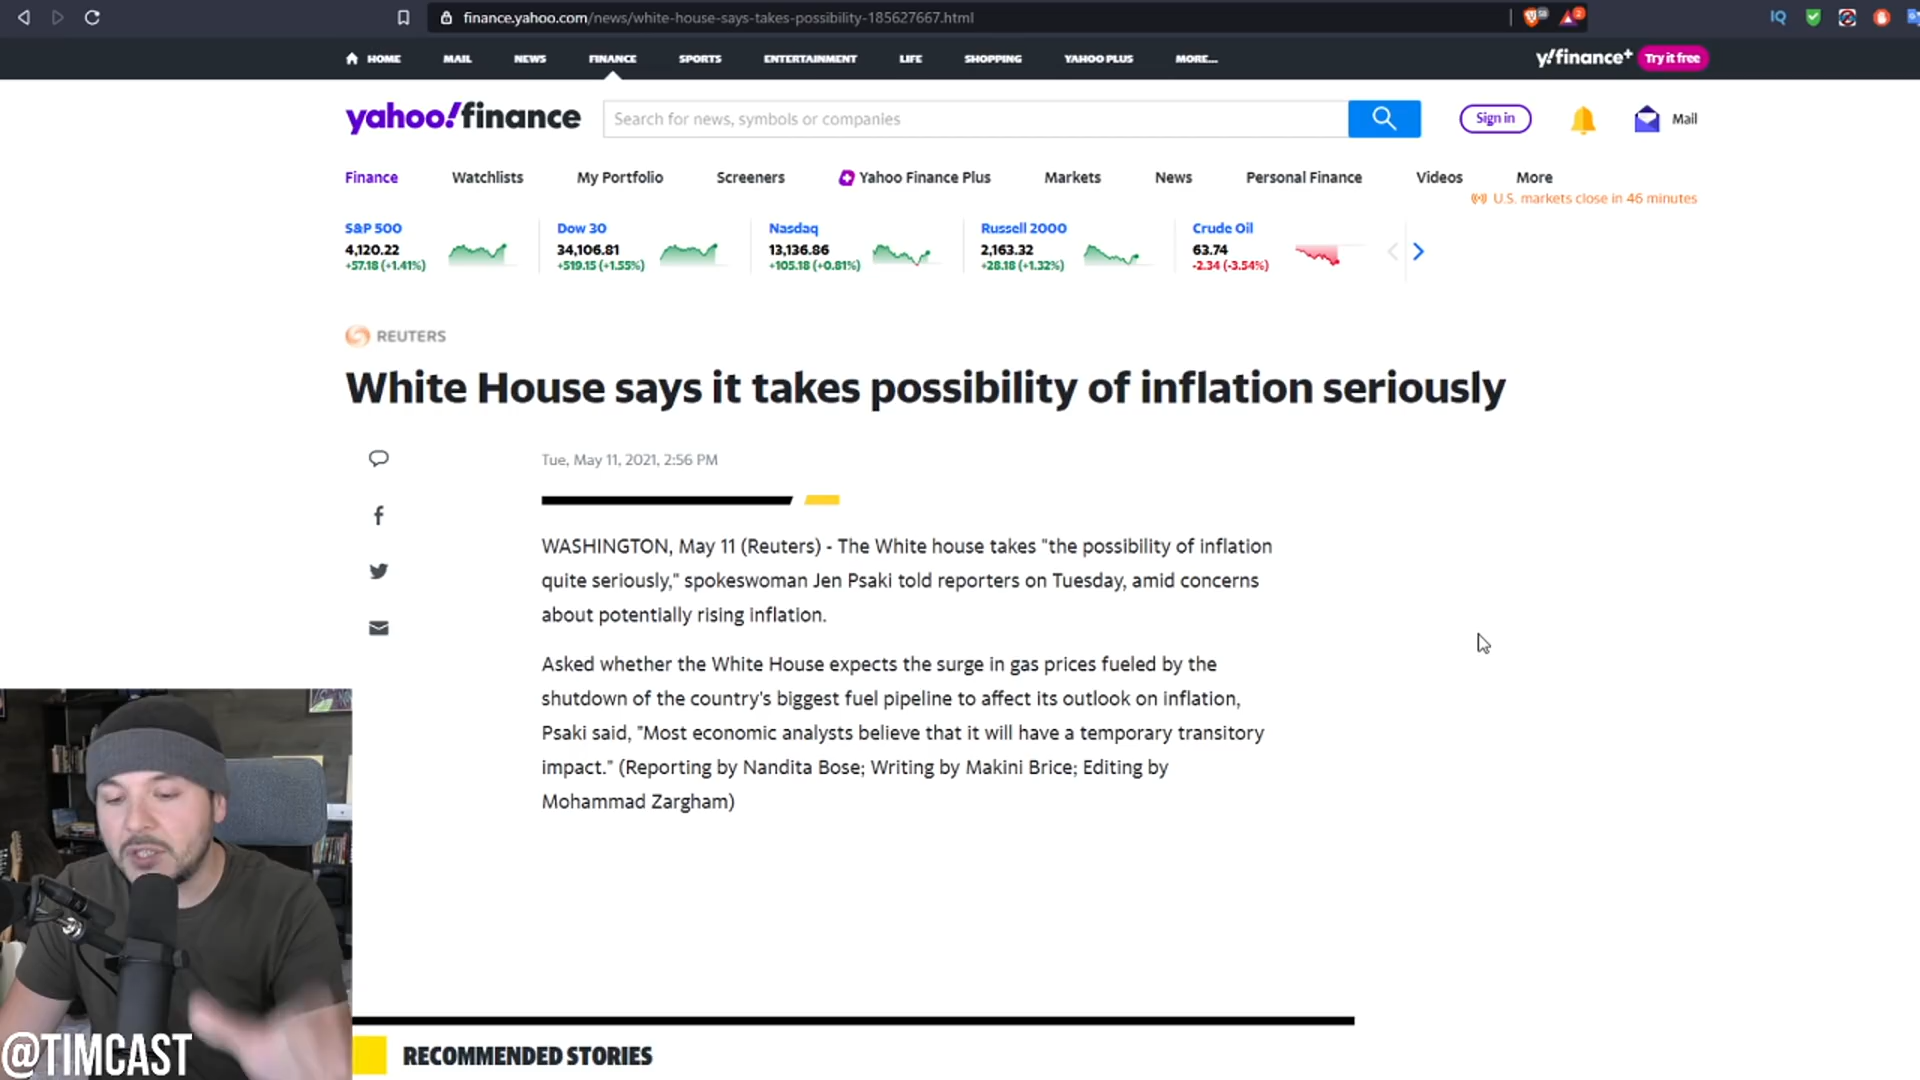 finance.yahoo.com/news/white-house-says-takes-possibility-185627667.html
HOME MAIL NEWS FINANCE SPORTS ENTERTAINMENT LIFE SHOPPING YAHOO PLUS MORE... y!finance+ Try it free
yahoo!finance Search for news, symbols or companies Sign in Mail
Finance Watchlists My Portfolio Screeners Yahoo Finance Plus Markets News Personal Finance Videos More
U.S. markets close in 46 minutes
S&P 500 Dow 30 Nasdaq Russell 2000 Crude Oil
4,120.22 34,106.81 13,136.86 2,163.32 63.74
+57.18 (+1.41%) +519.15 (+1.55%) +105.18 (+0.81%) +28.18 (+1.32%) -2.34 (-3.54%)
REUTERS
White House says it takes possibility of inflation seriously
Tue, May 11, 2021, 2:56 PM
WASHINGTON, May 11 (Reuters) - The White house takes "the possibility of inflation
quite seriously," spokeswoman Jen Psaki told reporters on Tuesday, amid concerns
about potentially rising inflation.
Asked whether the White House expects the surge in gas prices fueled by the
shutdown of the country's biggest fuel pipeline to affect its outlook on inflation,
Psaki said, "Most economic analysts believe that it will have a temporary transitory
impact." (Reporting by Nandita Bose; Writing by Makini Brice; Editing by
Mohammad Zargham)
@TIMCAST
RECOMMENDED STORIES